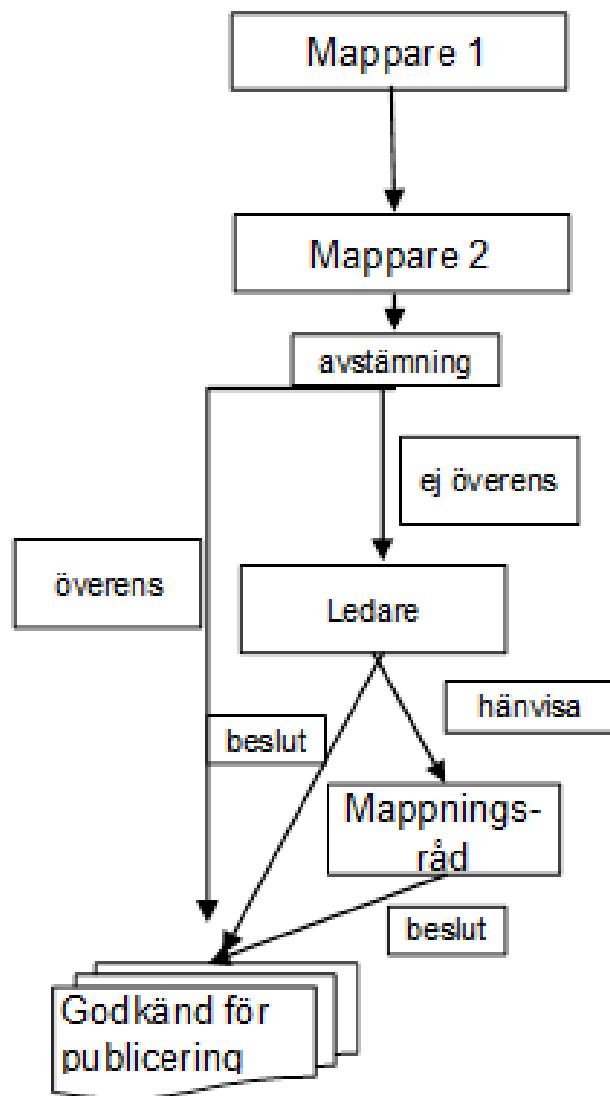 Mappare 1
Mappare 2
avstämning
ej överens
överens
Ledare
hänvisa
beslut
Mappnings-
råd
beslut
Godkänd för
publicering